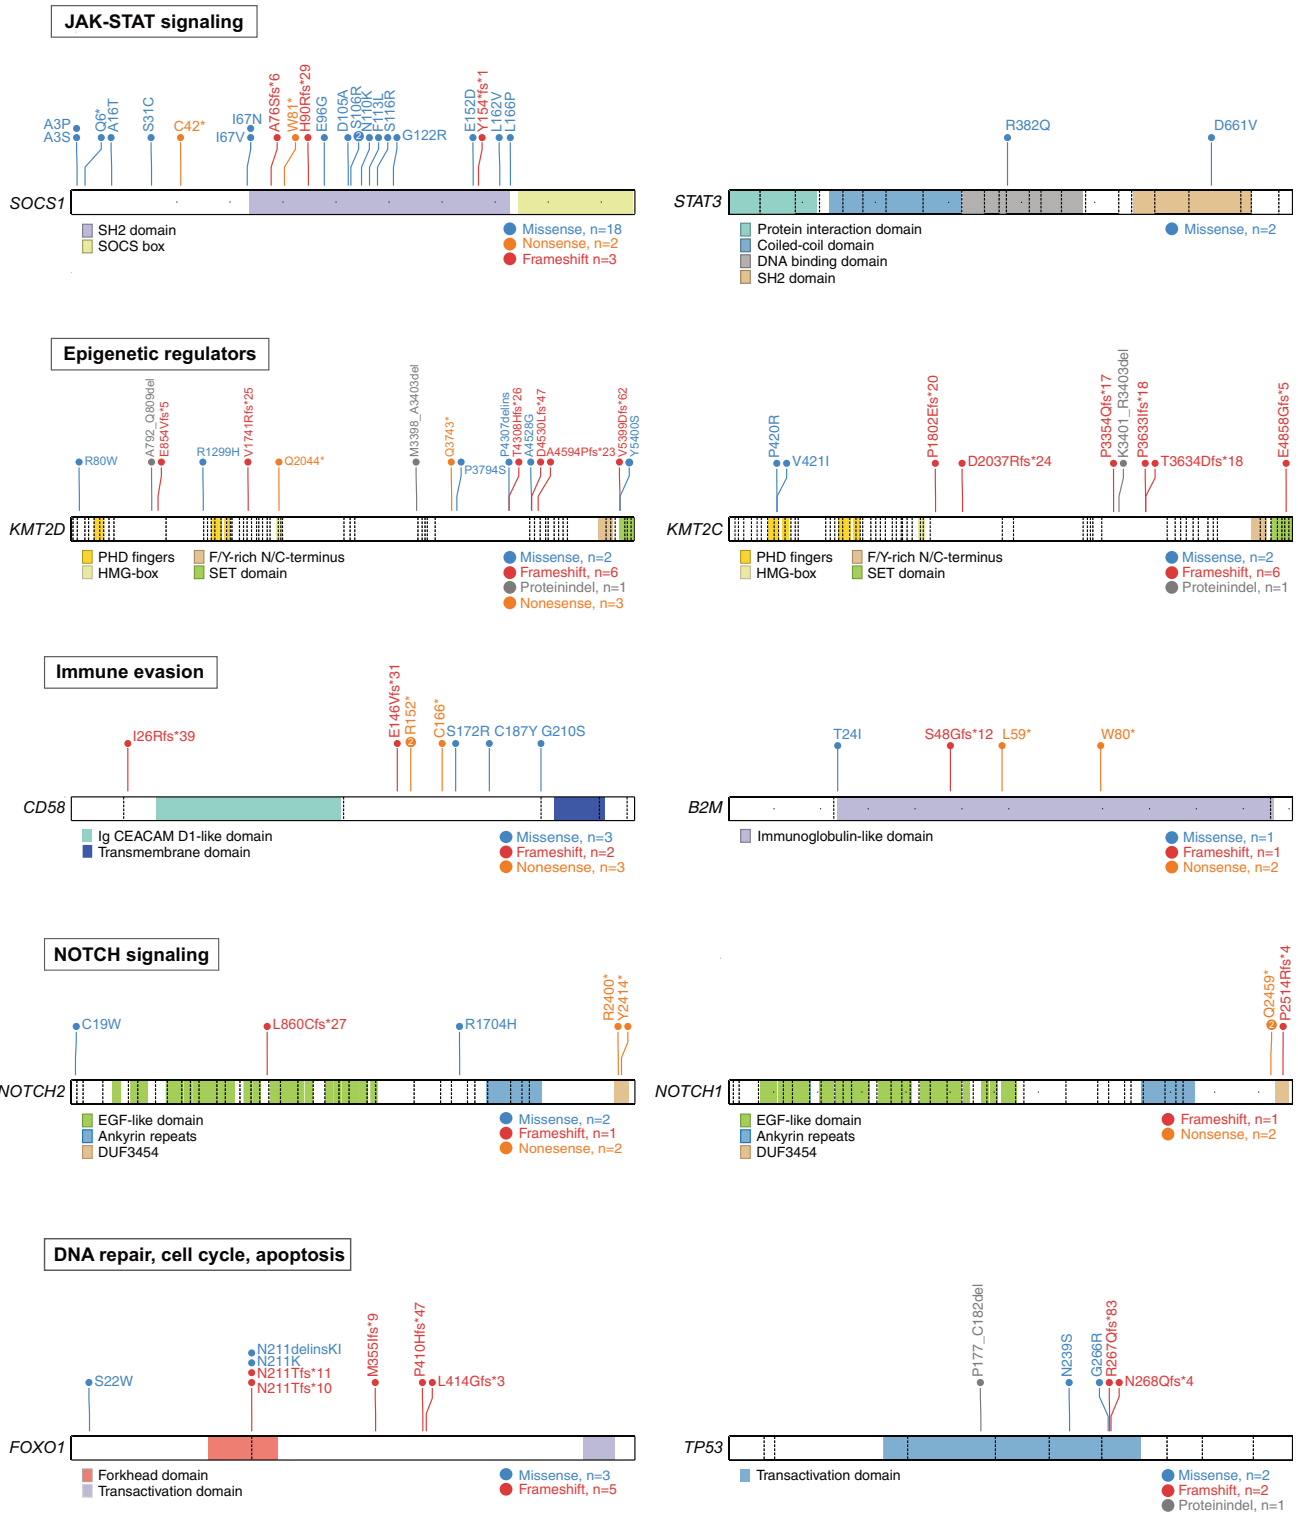 JAK-STAT signaling
A3P
A3S
Q6*
A16T
S31C
C42*
I67N
I67V
A76Sfs*6
W81*
H90Rfs*29
E96G
D105A
S106R
2
N110K
F113L
S116R
G122R
E152D
Y154*fs*1
L162V
L166P
SOCS1
SH2 domain
SOCS box
Missense, n=18
Nonsense, n=2
Frameshift n=3
R382Q
D661V
STAT3
Protein interaction domain
Coiled-coil domain
DNA binding domain
SH2 domain
Missense, n=2
Epigenetic regulators
R80W
A792_Q809del
E854Vfs*5
R1299H
V1741Rfs*25
Q2044*
M3398_A3403del
Q3743*
P3794S
P4307delins
T4308Hfs*26
A4528G
D4530Lfs*47
A4594Pfs*23
V5399Dfs*62
Y5400S
KMT2D
PHD fingers
HMG-box
F/Y-rich N/C-terminus
SET domain
Missense, n=2
Frameshift, n=6
Proteinindel, n=1
Nonesense, n=3
P420R
V421I
P1802Efs*20
D2037Rfs*24
P3354Qfs*17
K3401_R3403del
P3633Ifs*18
T3634Dfs*18
E4858Gfs*5
KMT2C
PHD fingers
HMG-box
F/Y-rich N/C-terminus
SET domain
Missense, n=2
Frameshift, n=6
Proteinindel, n=1
Immune evasion
I26Rfs*39
E146Vfs*31
R152*
2
C166*
S172R
C187Y
G210S
CD58
Ig CEACAM D1-like domain
Transmembrane domain
Missense, n=3
Frameshift, n=2
Nonesense, n=3
T24I
S48Gfs*12
L59*
W80*
B2M
Immunoglobulin-like domain
Missense, n=1
Frameshift, n=1
Nonsense, n=2
NOTCH signaling
C19W
L860Cfs*27
R1704H
R2400*
Y2414*
NOTCH2
EGF-like domain
Ankyrin repeats
DUF3454
Missense, n=2
Frameshift, n=1
Nonesense, n=2
Q2459*
2
P2514Rfs*4
NOTCH1
EGF-like domain
Ankyrin repeats
DUF3454
Frameshift, n=1
Nonsense, n=2
DNA repair, cell cycle, apoptosis
S22W
N211delinsKI
N211K
N211Tfs*11
N211Tfs*10
M355Ifs*9
P410Hfs*47
L414Gfs*3
FOXO1
Forkhead domain
Transactivation domain
Missense, n=3
Frameshift, n=5
P177_C182del
N239S
G266R
R267Qfs*83
N268Qfs*4
TP53
Transactivation domain
Missense, n=2
Framshift, n=2
Proteinindel, n=1